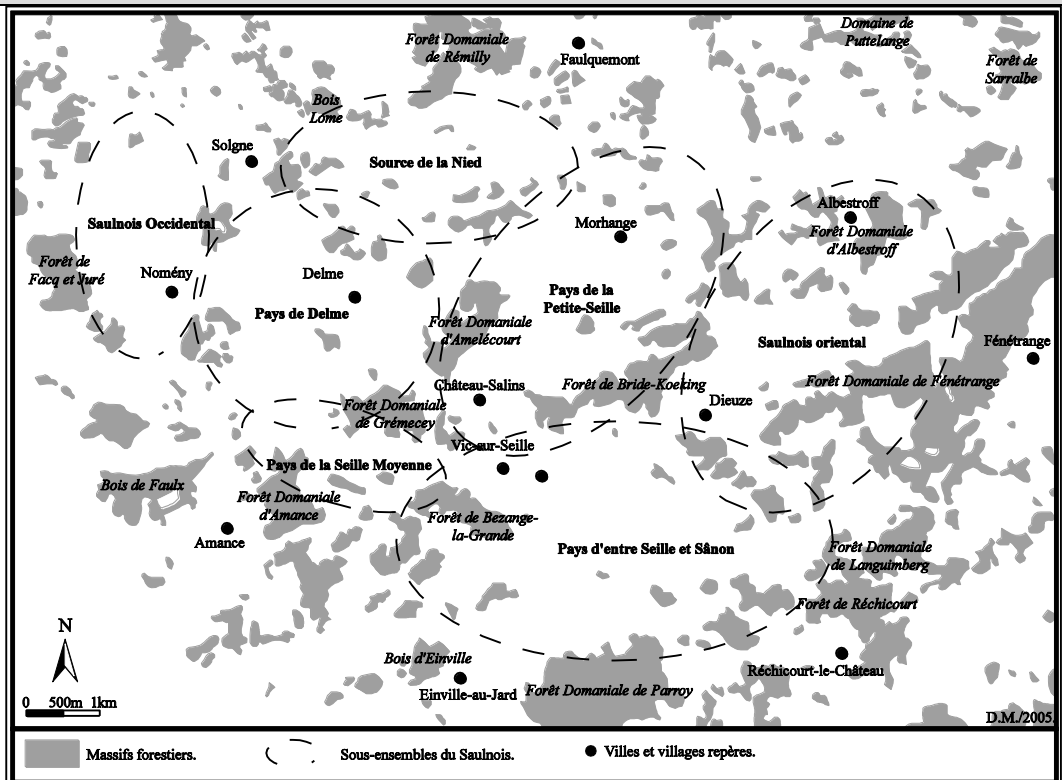 Domaine de
Puttelange
Forêt Domaniale
de Rémilly
Faulquemont
Forêt de
Sarralbe
Bois
Lome
Solgne
Source de la Nied
Saulnois Occidental
Morhange
Albestroff
Forêt Domaniale
d'Albestroff
Forêt de
Facq et Juré
Nomény
Delme
Pays de Delme
Pays de la
Petite-Seille
Forêt Domaniale
d'Amelécourt
Saulnois oriental
Fénétrange
Château-Salins
Forêt de Bride-Koeking
Forêt Domaniale de Fénétrange
Dieuze
Forêt Domaniale
de Grémecey
Vic-sur-Seille
Pays de la Seille Moyenne
Bois de Faulx
Forêt Domaniale
d'Amance
Amance
Forêt de Bezange-
la-Grande
Pays d'entre Seille et Sânon
Forêt Domaniale
de Languimberg
Forêt de Réchicourt
N
Bois d'Einville
Einville-au-Jard
Forêt Domaniale de Parroy
Réchicourt-le-Château
0 500m 1km
D.M./2005.
Massifs forestiers.
Sous-ensembles du Saulnois.
Villes et villages repères.